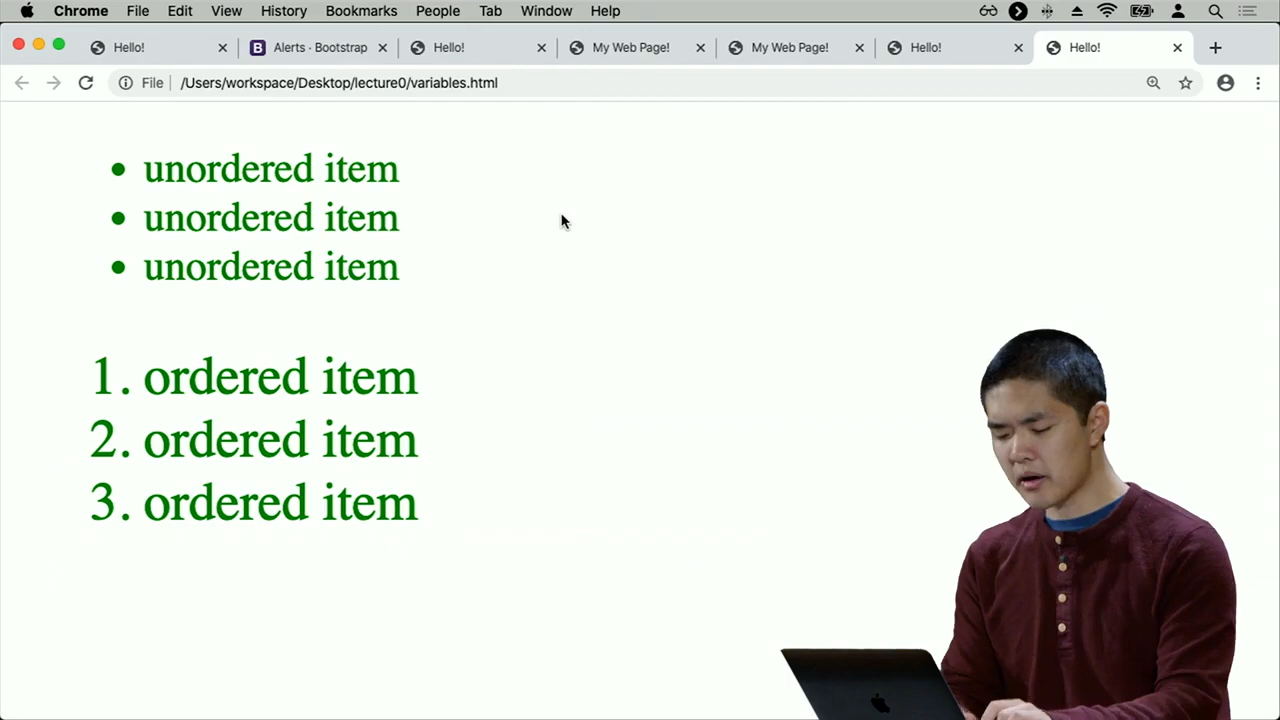 Chrome File Edit View History Bookmarks People Tab Window Help
Hello! Alerts · Bootstrap Hello! My Web Page! My Web Page! Hello! Hello!
File /Users/workspace/Desktop/lecture0/variables.html
• unordered item
• unordered item
• unordered item
1. ordered item
2. ordered item
3. ordered item